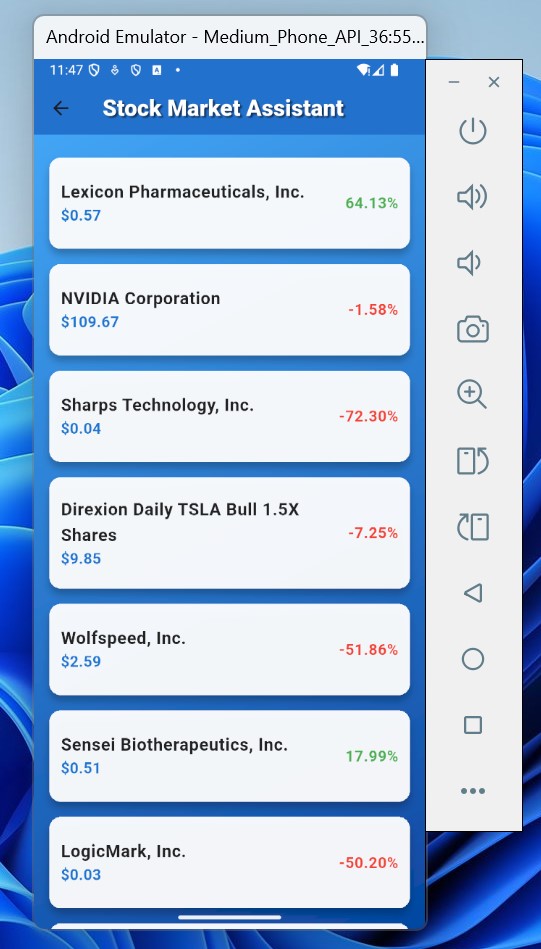 Android Emulator - Medium_Phone_API_36:55...
11:47
Stock Market Assistant
Lexicon Pharmaceuticals, Inc.
$0.57
64.13%
NVIDIA Corporation
$109.67
-1.58%
Sharps Technology, Inc.
$0.04
-72.30%
Direxion Daily TSLA Bull 1.5X
Shares
$9.85
-7.25%
Wolfspeed, Inc.
$2.59
-51.86%
Sensei Biotherapeutics, Inc.
$0.51
17.99%
LogicMark, Inc.
$0.03
-50.20%